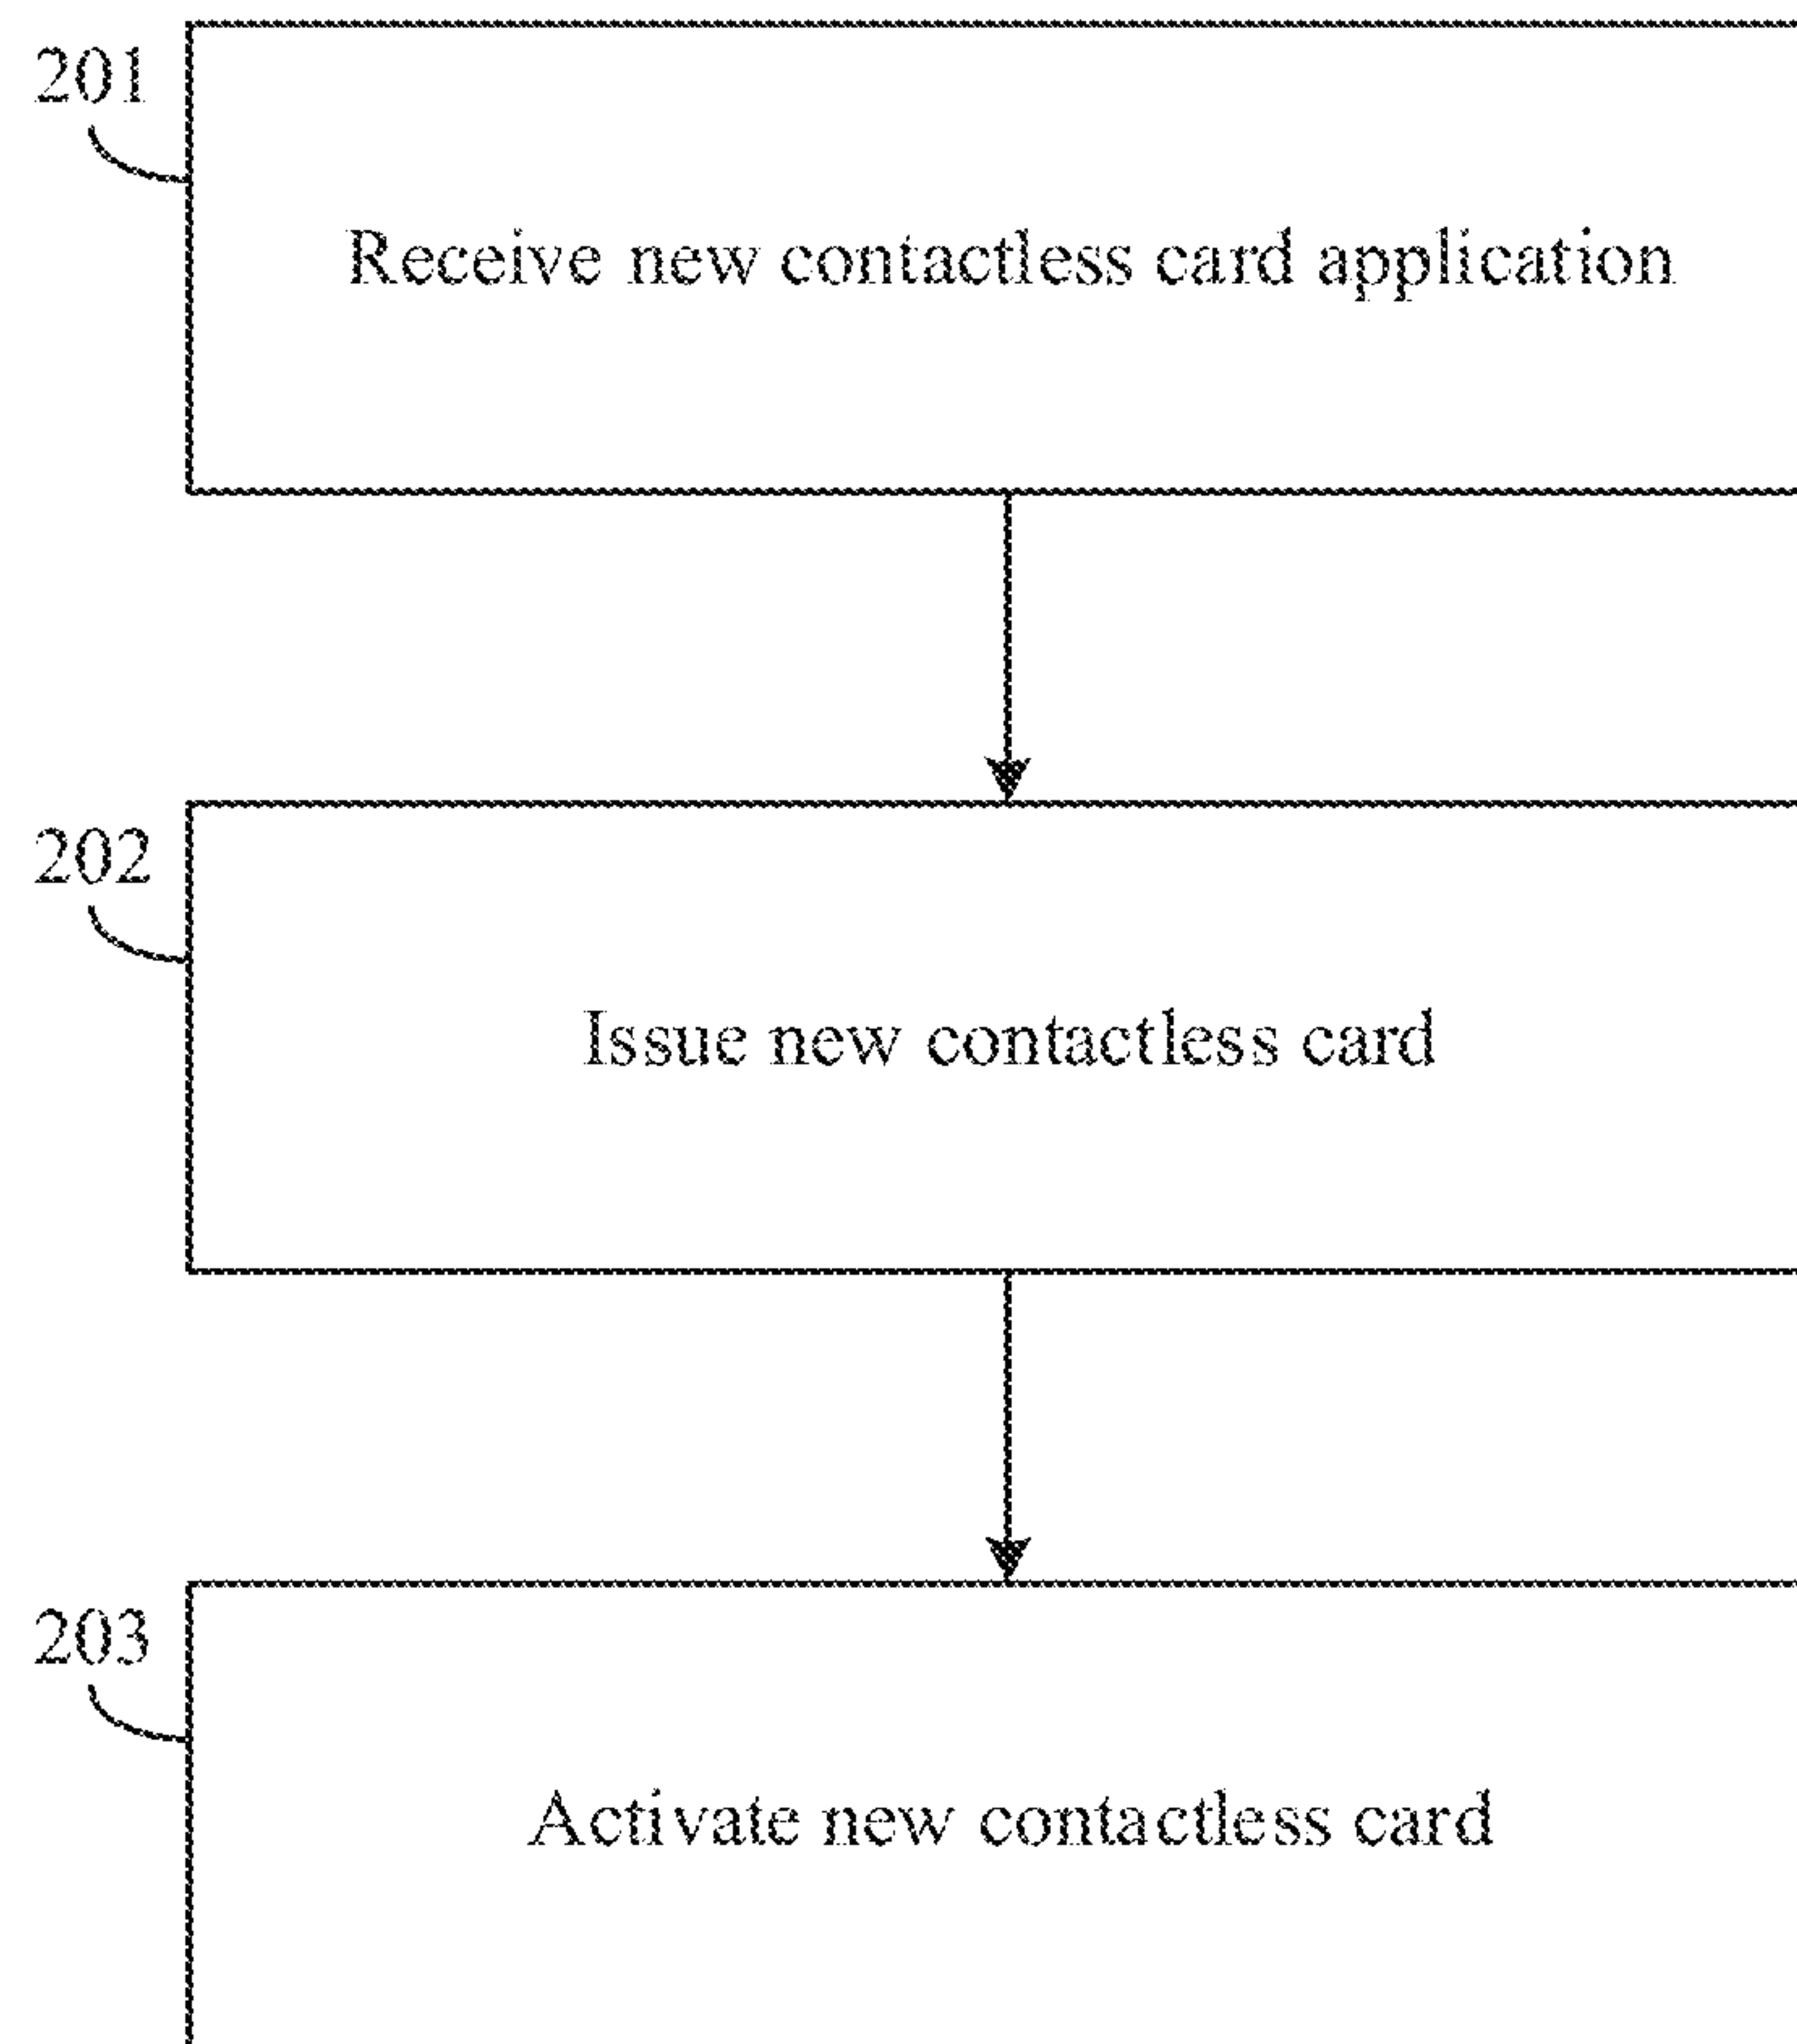 201
Receive new contactless card application
202
Issue new contactless card
203
Activate new contactless card